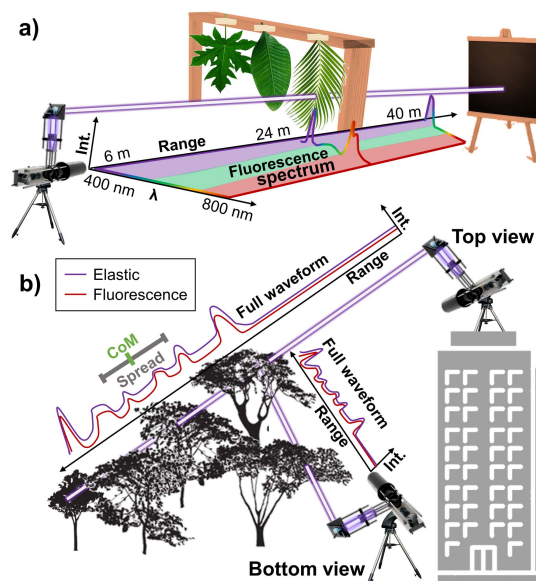 a)
Int.
6 m
Range
24 m
40 m
400 nm
λ
800 nm
Fluorescence
spectrum
b)
Elastic
Fluorescence
Int.
Top view
Full waveform
Range
CoM
Spread
Full waveform
Range
Int.
Bottom view